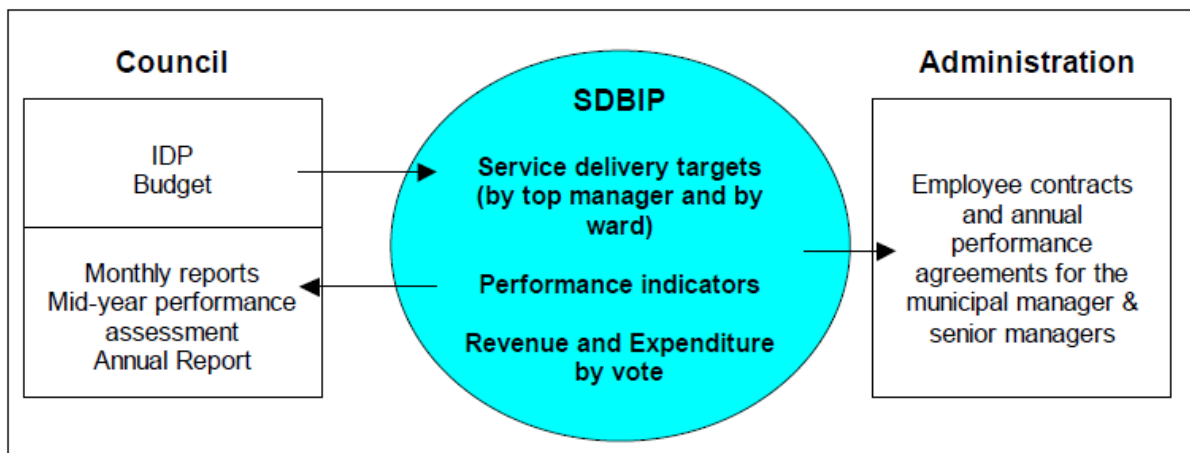 Council
IDP
Budget
Monthly reports
Mid-year performance
assessment
Annual Report
SDBIP
Service delivery targets
(by top manager and by
ward)
Performance indicators
Revenue and Expenditure
by vote
Administration
Employee contracts
and annual
performance
agreements for the
municipal manager &
senior managers